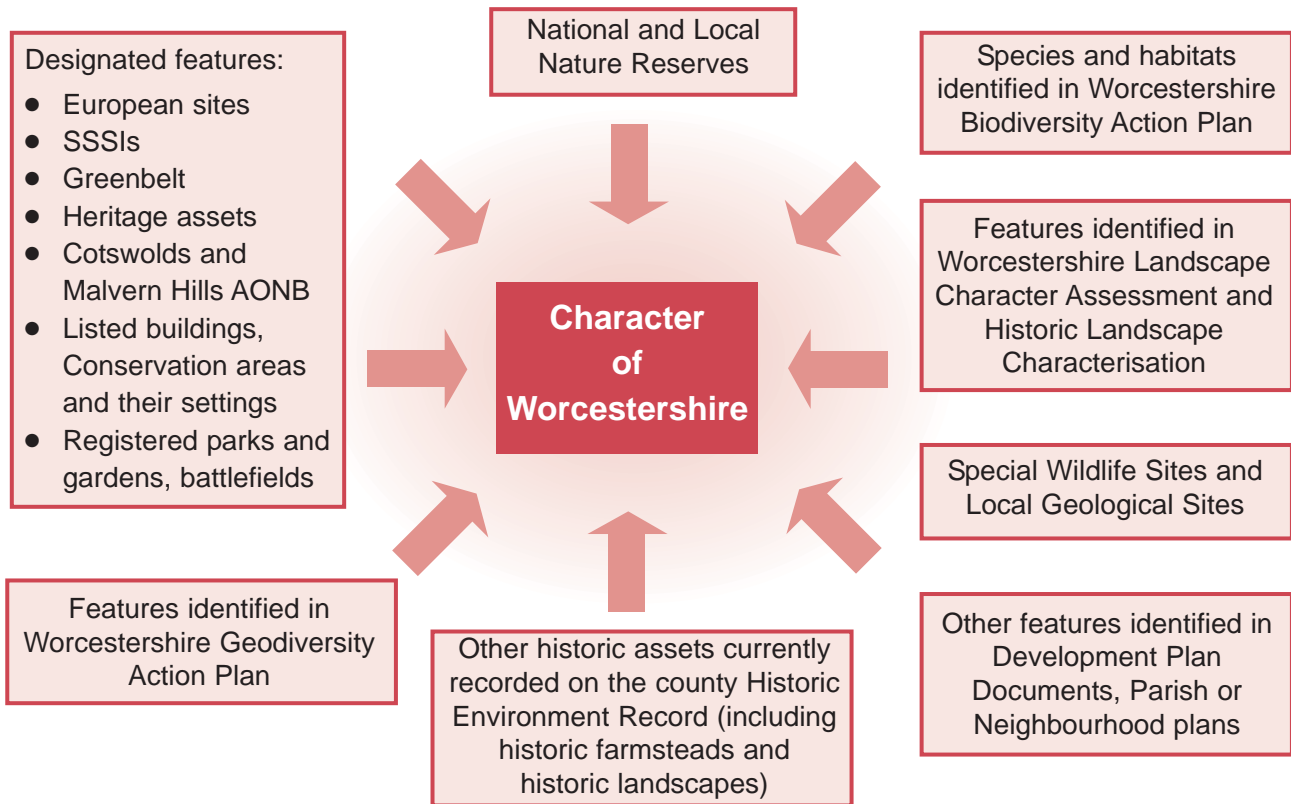 Designated features:
● European sites
● SSSIs
● Greenbelt
● Heritage assets
● Cotswolds and
Malvern Hills AONB
● Listed buildings,
Conservation areas
and their settings
● Registered parks and
gardens, battlefields
National and Local
Nature Reserves
Species and habitats
identified in Worcestershire
Biodiversity Action Plan
Features identified in
Worcestershire Landscape
Character Assessment and
Historic Landscape
Characterisation
Character
of
Worcestershire
Special Wildlife Sites and
Local Geological Sites
Features identified in
Worcestershire Geodiversity
Action Plan
Other historic assets currently
recorded on the county Historic
Environment Record (including
historic farmsteads and
historic landscapes)
Other features identified in
Development Plan
Documents, Parish or
Neighbourhood plans